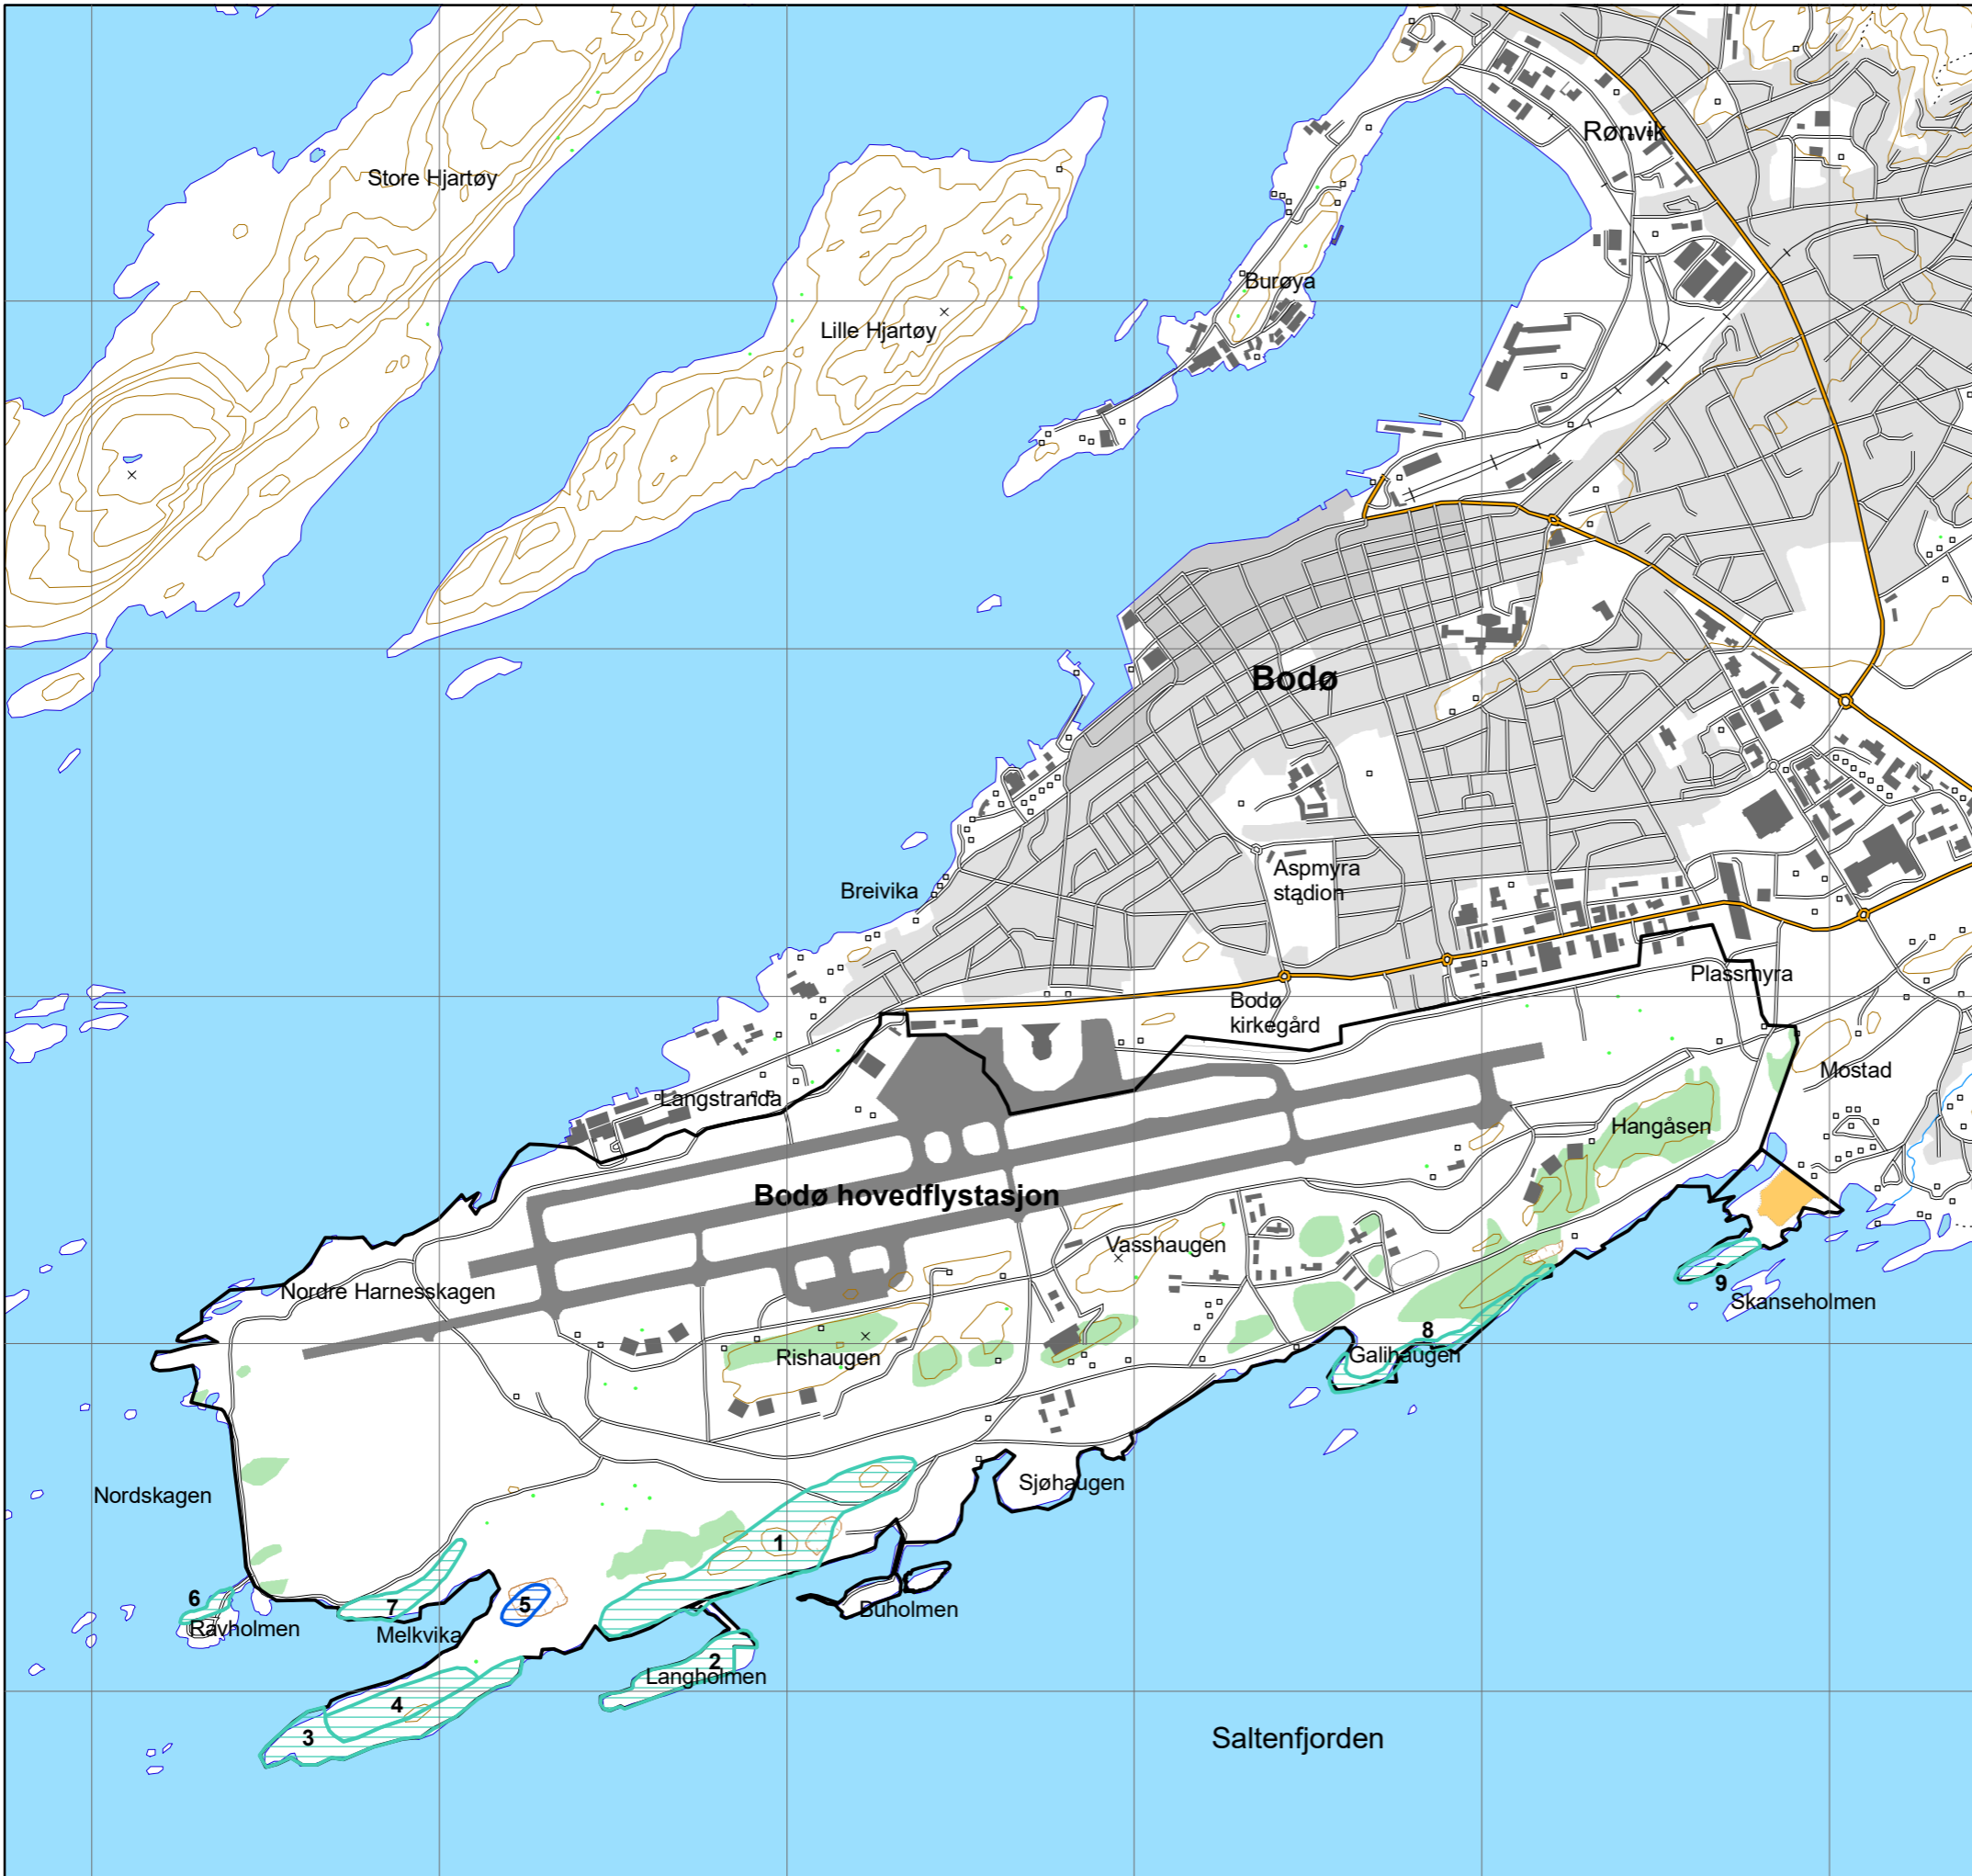 Rønvik
Store Hjartøy
Burøya
Lille Hjartøy
Bodø
Aspmyra
stadion
Breivika
Plassmyra
Bodø
kirkegård
Mostad
Langstranda
Hangåsen
Bodø hovedflystasjon
Vasshaugen
Nordre Harnesskagen
9
Skanseholmen
8
Galihaugen
Rishaugen
Sjøhaugen
Nordskagen
1
6
7
5
Buholmen
Ravholmen
Melkvika
2
Langholmen
4
3
Saltenfjorden